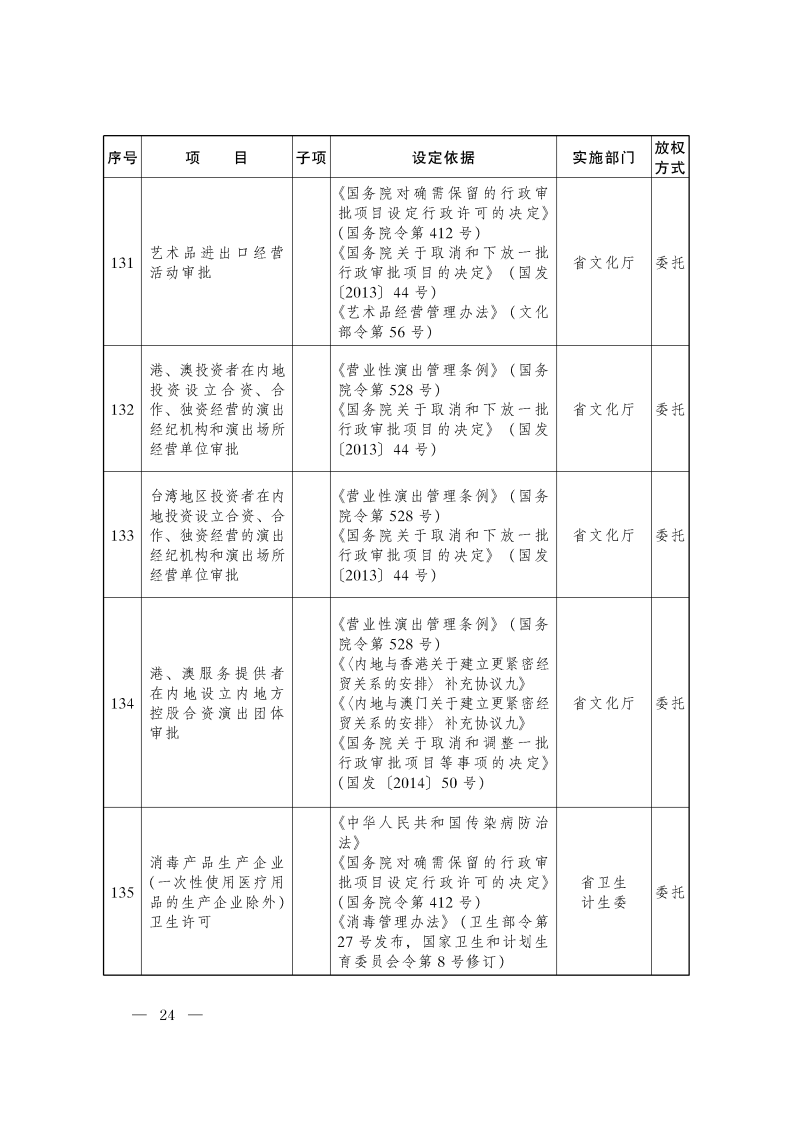 序号 项 目 子项 设定依据 实施部门 放权方式
131
艺术品进出口经营
活动审批
《国务院对确需保留的行政审
批项目设定行政许可的决定》
(国务院令第 412 号)
《国务院关于取消和下放一批
行政审批项目的决定》(国发
〔2013〕44 号)
《艺术品经营管理办法》(文化
部令第 56 号)
省文化厅
委托
132
港、澳投资者在内地
投资设立合资、合
作、独资经营的演出
经纪机构和演出场所
经营单位审批
《营业性演出管理条例》(国务
院令第 528 号)
《国务院关于取消和下放一批
行政审批项目的决定》(国发
〔2013〕44 号)
省文化厅
委托
133
台湾地区投资者在内
地投资设立合资、合
作、独资经营的演出
经纪机构和演出场所
经营单位审批
《营业性演出管理条例》(国务
院令第 528 号)
《国务院关于取消和下放一批
行政审批项目的决定》(国发
〔2013〕44 号)
省文化厅
委托
134
港、澳服务提供者
在内地设立内地方
控股合资演出团体
审批
《营业性演出管理条例》(国务
院令第 528 号)
《〈内地与香港关于建立更紧密经
贸关系的安排〉补充协议九》
《〈内地与澳门关于建立更紧密经
贸关系的安排〉补充协议九》
《国务院关于取消和调整一批
行政审批项目等事项的决定》
(国发〔2014〕50 号)
省文化厅
委托
135
消毒产品生产企业
(一次性使用医疗用
品的生产企业除外)
卫生许可
《中华人民共和国传染病防治
法》
《国务院对确需保留的行政审
批项目设定行政许可的决定》
(国务院令第 412 号)
《消毒管理办法》(卫生部令第
27 号发布，国家卫生和计划生
育委员会令第 8 号修订)
省卫生
计生委
委托
— 24 —